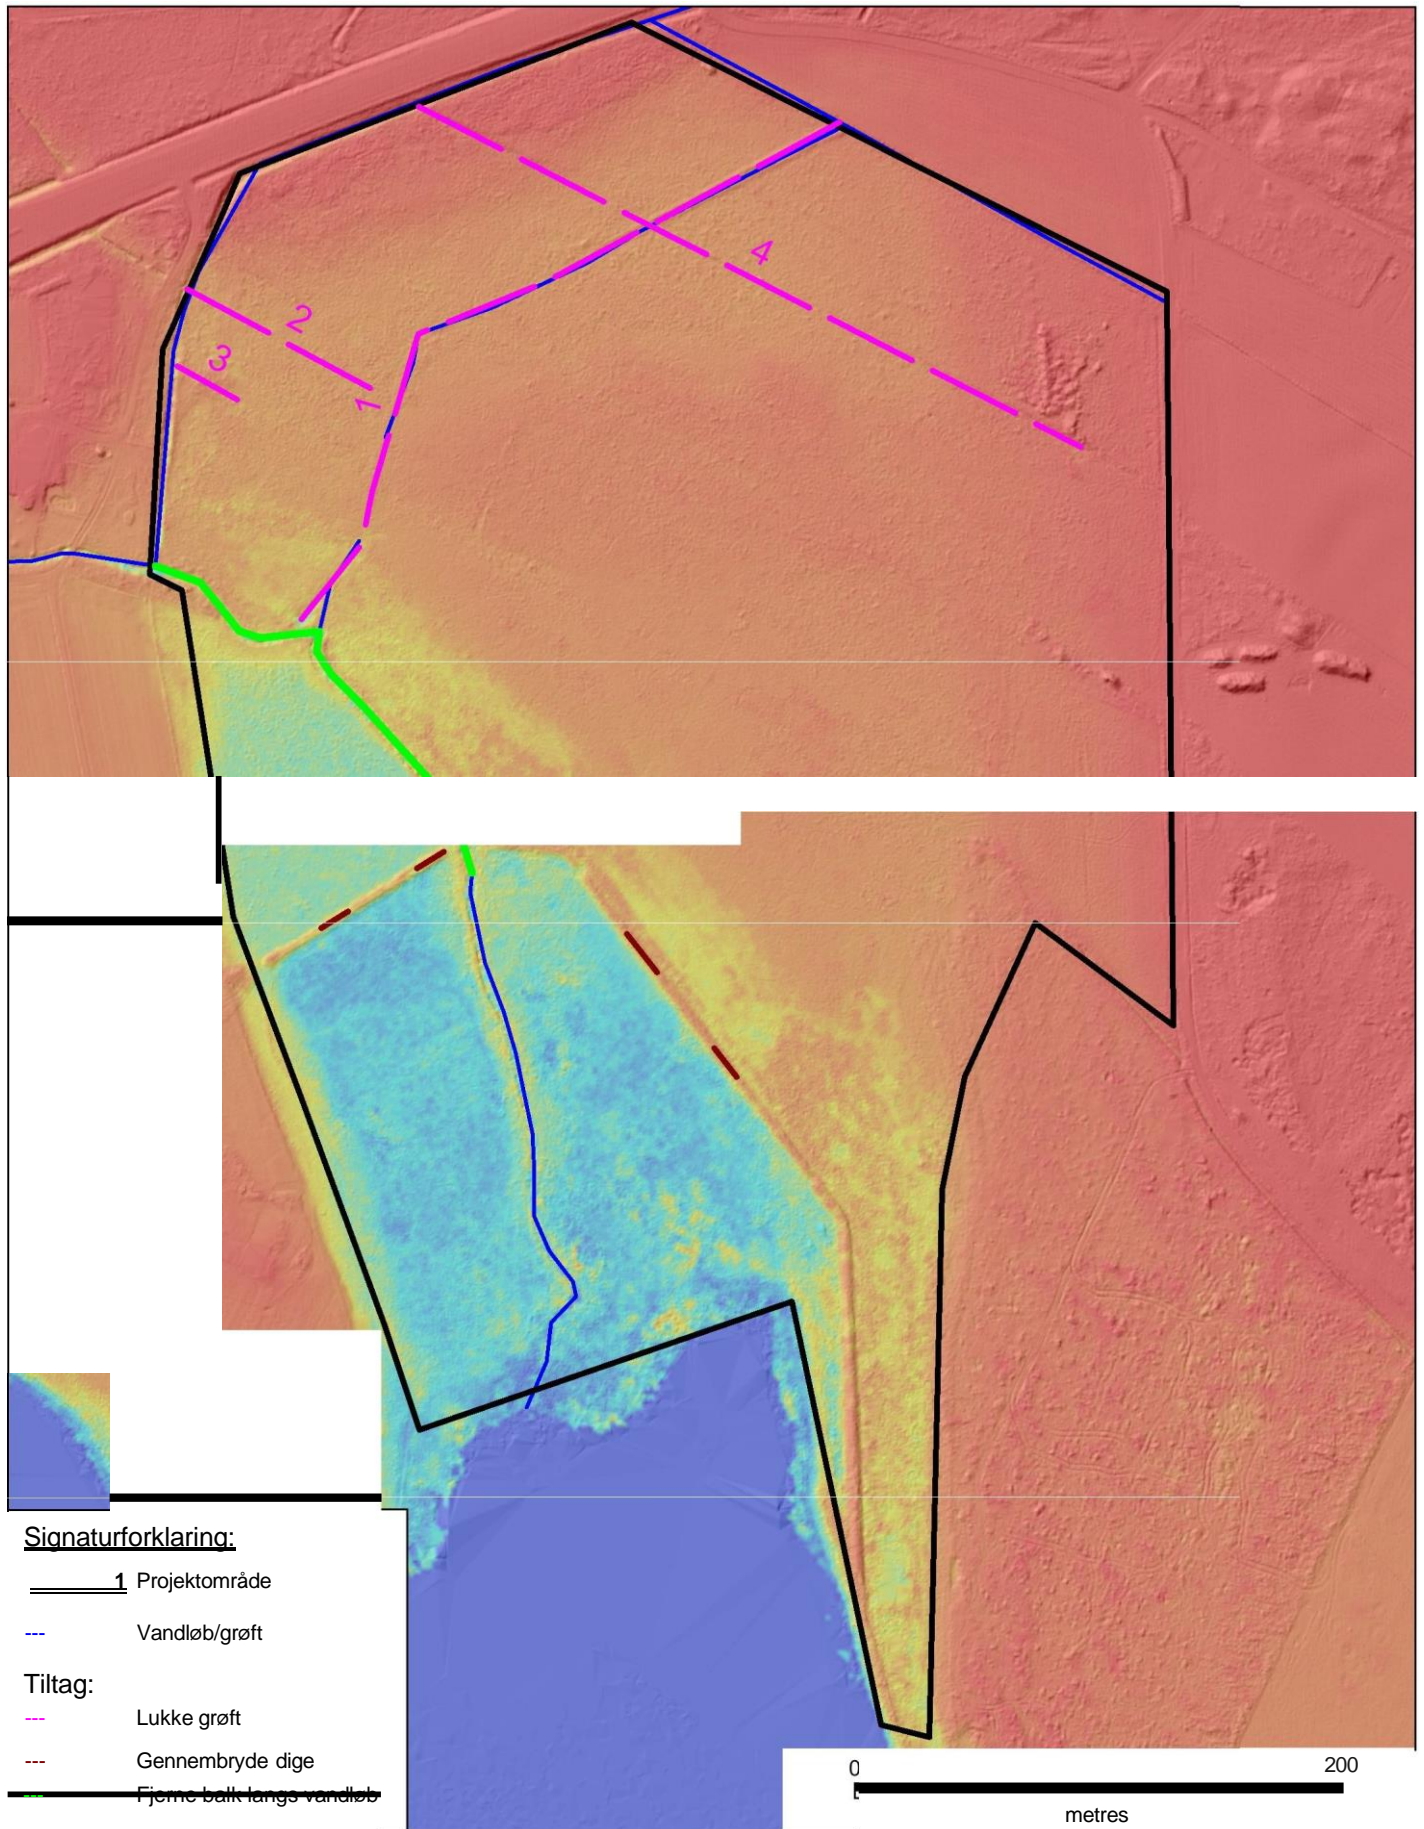 4
2
3
1
Signaturforklaring:
1 Projektområde
--- Vandløb/grøft
Tiltag:
--- Lukke grøft
--- Gennembryde dige
--- Fjerne balk langs vandløb
0 200
metres